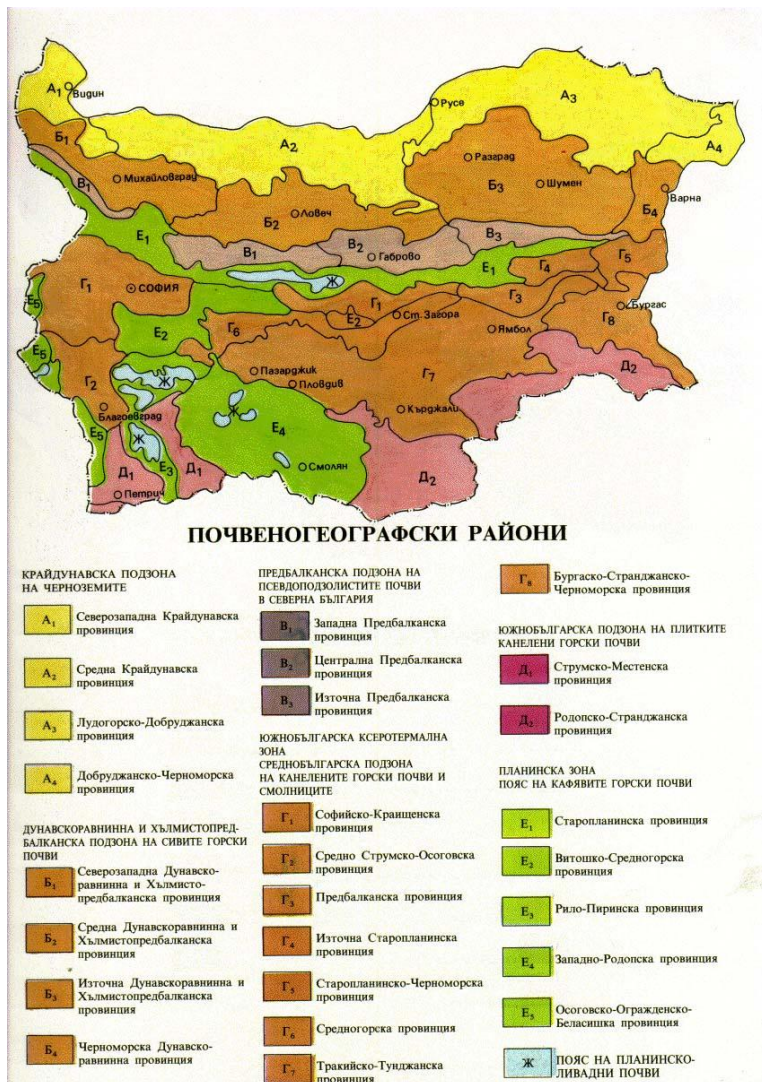 А1
Видин
А3
Русе
А2
А4
Б1
Разград
Б3
Шумен
В1
Михайловград
Варна
Ловеч
Б2
Б4
Е1
В1
В2
Габрово
В3
Г5
Г4
Е1
Ж
Г1
СОФИЯ
Г1
Г3
Е5
Е2
Ст. Загора
Бургас
Г8
Е2
Г6
Ямбол
Е5
Пазарджик
Г7
Д2
Ж
Пловдив
Г2
Ж
Кърджали
Благоевград
Е4
Е5
Ж
Д1
Е3
Д1
Смолян
Д2
Петрич
ПОЧВЕНОГЕОГРАФСКИ РАЙОНИ
КРАЙДУНАВСКА ПОДЗОНА
НА ЧЕРНОЗЕМИТЕ
А1 Северозападна Крайдунавска
провинция
А2 Средна Крайдунавска
провинция
А3 Лудогорско-Добруджанска
провинция
А4 Добруджанско-Черноморска
провинция
ДУНАВСКОРАВНИННА И ХЪЛМИСТОПРЕД-
БАЛКАНСКА ПОДЗОНА НА СИВИТЕ ГОРСКИ
ПОЧВИ
Б1 Северозападна Дунавско-
равнинна и Хълмисто-
предбалканска провинция
Б2 Средна Дунавскоравнинна и
Хълмистопредбалканска
провинция
Б3 Източна Дунавскоравнинна и
Хълмистопредбалканска
провинция
Б4 Черноморска Дунавско-
равнинна провинция
ПРЕДБАЛКАНСКА ПОДЗОНА НА
ПСЕВДОПОДЗОЛИСТИТЕ ПОЧВИ
В СЕВЕРНА БЪЛГАРИЯ
В1 Западна Предбалканска
провинция
В2 Централна Предбалканска
провинция
В3 Източна Предбалканска
провинция
ЮЖНОБЪЛГАРСКА КСЕРОТЕРМАЛНА
ЗОНА
СРЕДНОБЪЛГАРСКА ПОДЗОНА
НА КАНЕЛЕНИТЕ ГОРСКИ ПОЧВИ И
СМОЛНИЦИТЕ
Г1 Софийско-Краищенска
провинция
Г2 Средно Струмско-Осоговска
провинция
Г3 Предбалканска провинция
Г4 Източна Старопланинска
провинция
Г5 Старопланинско-Черноморска
провинция
Г6 Средногорска провинция
Г7 Тракийско-Тунджанска
провинция
Г8 Бургаско-Странджанско-
Черноморска провинция
ЮЖНОБЪЛГАРСКА ПОДЗОНА НА ПЛИТКИТЕ
КАНЕЛЕНИ ГОРСКИ ПОЧВИ
Д1 Струмско-Местенска
провинция
Д2 Родопско-Странджанска
провинция
ПЛАНИНСКА ЗОНА
ПОЯС НА КАФЯВИТЕ ГОРСКИ ПОЧВИ
Е1 Старопланинска провинция
Е2 Витошко-Средногорска
провинция
Е3 Рило-Пиринска провинция
Е4 Западно-Родопска провинция
Е5 Осоговско-Огражденско-
Беласишка провинция
Ж ПОЯС НА ПЛАНИНСКО-
ЛИВАДНИ ПОЧВИ